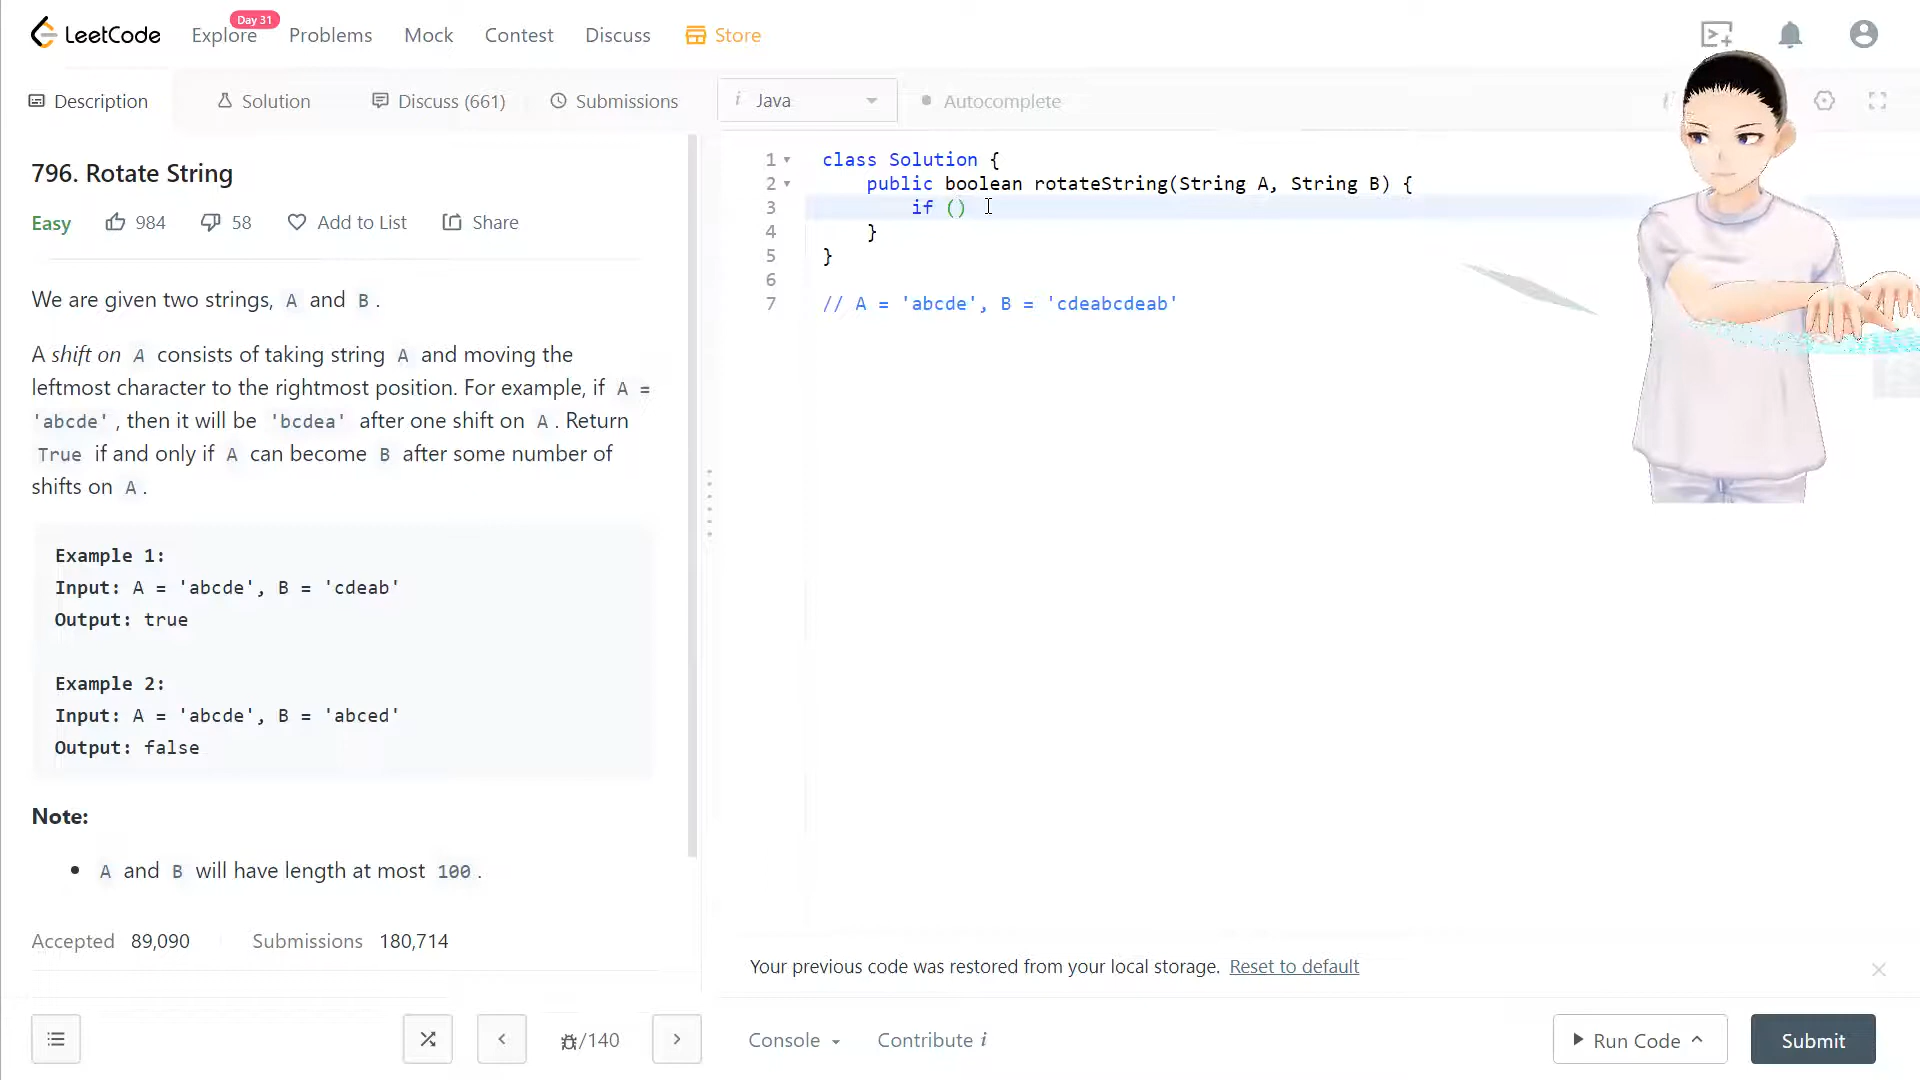 LeetCode
Explore
Day 31
Problems
Mock
Contest
Discuss
Store
Description
Solution
Discuss (661)
Submissions
i Java
Autocomplete
796. Rotate String
Easy
984
58
Add to List
Share
We are given two strings, A and B.
A shift on A consists of taking string A and moving the
leftmost character to the rightmost position. For example, if A =
'abcde', then it will be 'bcdea' after one shift on A. Return
True if and only if A can become B after some number of
shifts on A.
Example 1:
Input: A = 'abcde', B = 'cdeab'
Output: true
Example 2:
Input: A = 'abcde', B = 'abced'
Output: false
Note:
A and B will have length at most 100.
Accepted 89,090
Submissions 180,714
/140
1 class Solution {
2 public boolean rotateString(String A, String B) {
3 if ()
4 }
5 }
6
7 // A = 'abcde', B = 'cdeabcdeab'
Your previous code was restored from your local storage. Reset to default
Console
Contribute i
Run Code
Submit